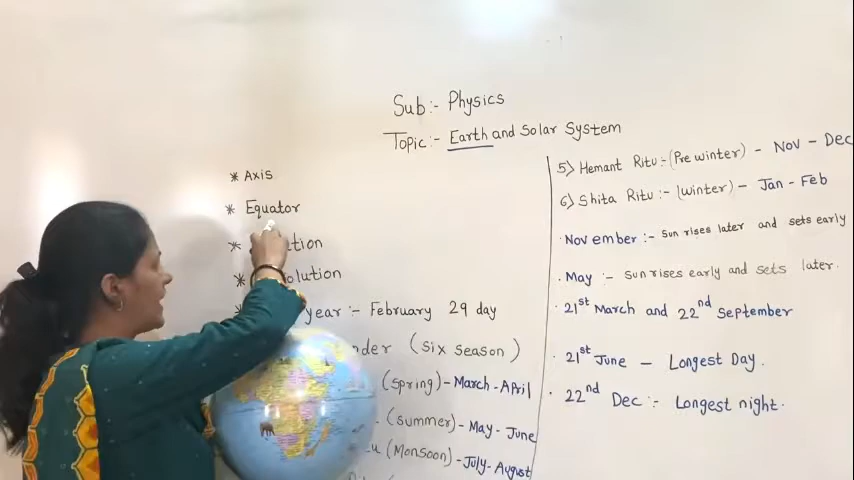 Sub:- Physics
Topic:- Earth and Solar System
* Axis
* Equator
* tion
* olution
* year:- February 29 day
nder (six season)
(spring) - March - April
(summer) - May - June
u (Monsoon) - July - August
5) Hemant Ritu :- (Pre winter) - Nov - Dec
6) Shita Ritu :- (winter) - Jan - Feb
. November :- sun rises later and sets early
. May :- sun rises early and sets later.
. 21st March and 22nd September
. 21st June - Longest Day.
. 22nd Dec :- Longest night.